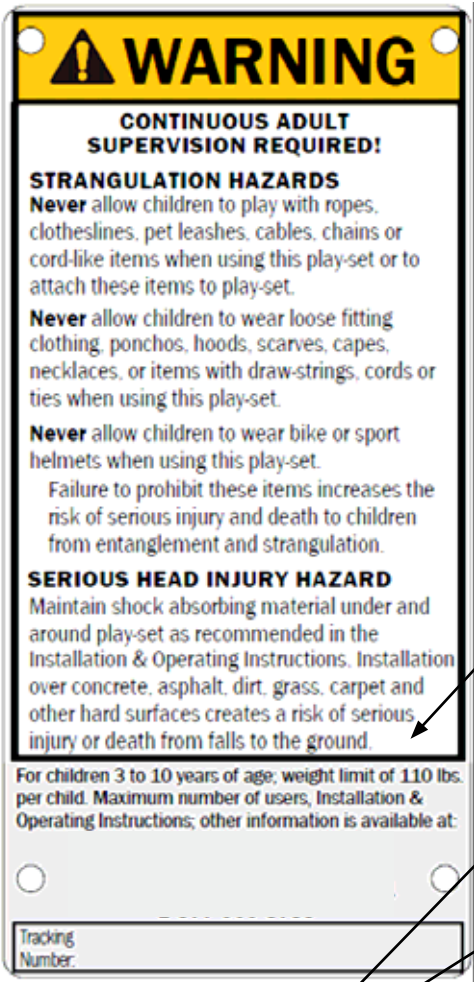 WARNING
CONTINUOUS ADULT
SUPERVISION REQUIRED!
STRANGULATION HAZARDS
Never allow children to play with ropes,
clotheslines, pet leashes, cables, chains or
cord-like items when using this play-set or to
attach these items to play-set.
Never allow children to wear loose fitting
clothing, ponchos, hoods, scarves, capes,
necklaces, or items with draw-strings, cords or
ties when using this play-set.
Never allow children to wear bike or sport
helmets when using this play-set.
Failure to prohibit these items increases the
risk of serious injury and death to children
from entanglement and strangulation.
SERIOUS HEAD INJURY HAZARD
Maintain shock absorbing material under and
around play-set as recommended in the
Installation & Operating Instructions. Installation
over concrete, asphalt, dirt, grass, carpet and
other hard surfaces creates a risk of serious
injury or death from falls to the ground.
For children 3 to 10 years of age; weight limit of 110 lbs.
per child. Maximum number of users, Installation &
Operating Instructions; other information is available at:
Tracking
Number: